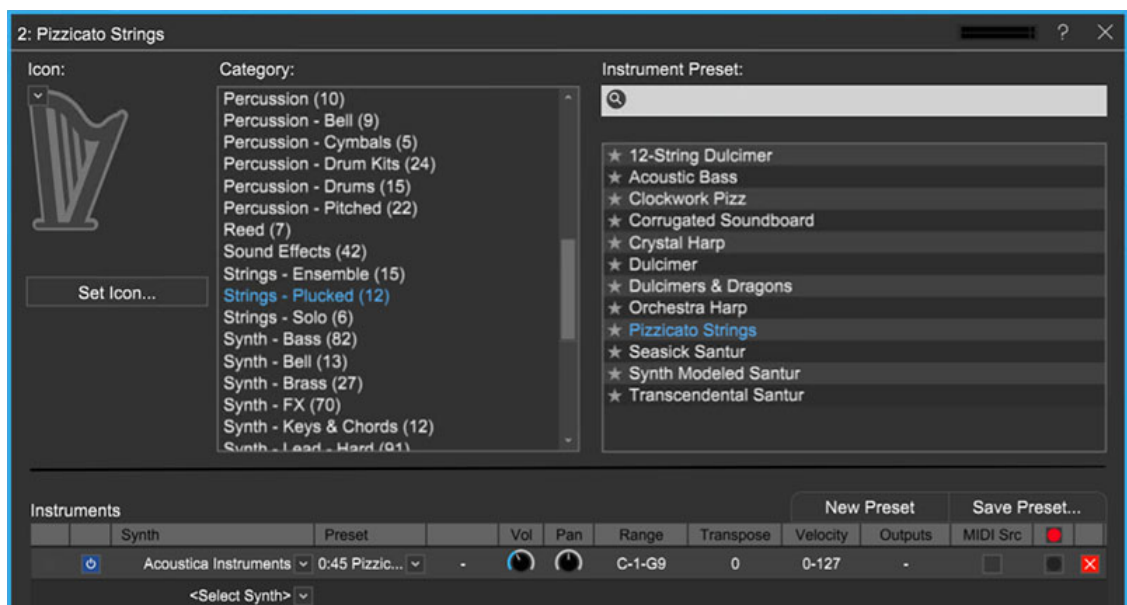 2: Pizzicato Strings ?
Icon:
Set Icon...
Category:
Percussion (10)
Percussion - Bell (9)
Percussion - Cymbals (5)
Percussion - Drum Kits (24)
Percussion - Drums (15)
Percussion - Pitched (22)
Reed (7)
Sound Effects (42)
Strings - Ensemble (15)
Strings - Plucked (12)
Strings - Solo (6)
Synth - Bass (82)
Synth - Bell (13)
Synth - Brass (27)
Synth - FX (70)
Synth - Keys & Chords (12)
Synth - Lead - Hard (91)
Instrument Preset:
12-String Dulcimer
Acoustic Bass
Clockwork Pizz
Corrugated Soundboard
Crystal Harp
Dulcimer
Dulcimers & Dragons
Orchestra Harp
Pizzicato Strings
Seasick Santur
Synth Modeled Santur
Transcendental Santur
Instruments New Preset Save Preset...
Synth Preset Vol Pan Range Transpose Velocity Outputs MIDI Src
Acoustica Instruments 0:45 Pizzic... - C-1-G9 0 0-127 -
<Select Synth>